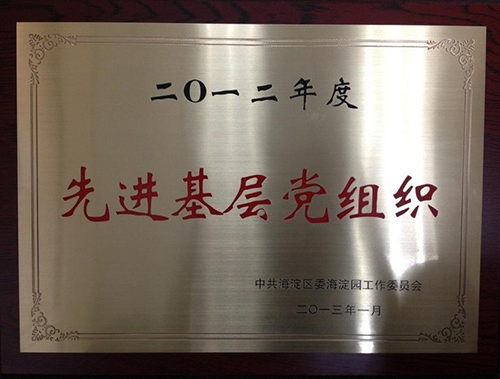 二〇一二年度
先进基层党组织
中共海淀区委海淀园工作委员会
二〇一三年一月